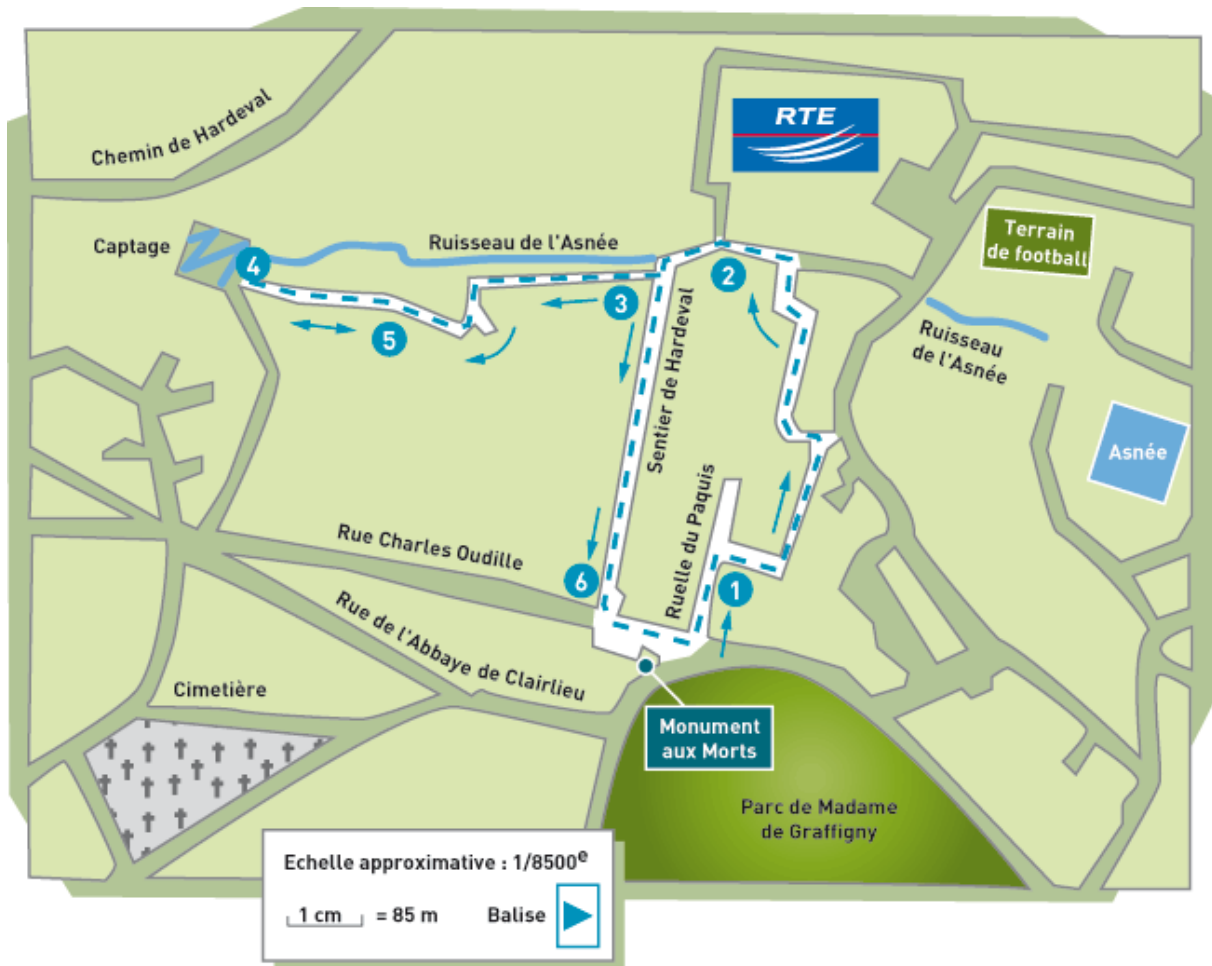 RTE
Chemin de Hardeval
Terrain
de football
Captage
Ruisseau de l'Asnée
4
2
3
5
Ruisseau
de l'Asnée
Sentier de Hardeval
Asnée
Ruelle du Paquis
Rue Charles Oudille
6
1
Rue de l'Abbaye de Clairlieu
Cimetière
Monument
aux Morts
Parc de Madame
de Graffigny
Echelle approximative : 1/8500e
1 cm = 85 m Balise